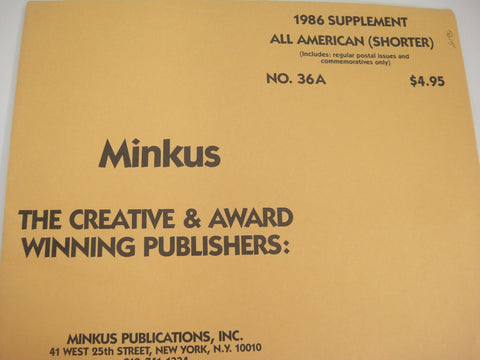 1986 SUPPLEMENT
ALL AMERICAN (SHORTER)
(Includes: regular postal issues and
commemoratives only)
NO. 36A $4.95
Minkus
THE CREATIVE & AWARD
WINNING PUBLISHERS:
MINKUS PUBLICATIONS, INC.
41 WEST 25th STREET, NEW YORK, N.Y. 10010